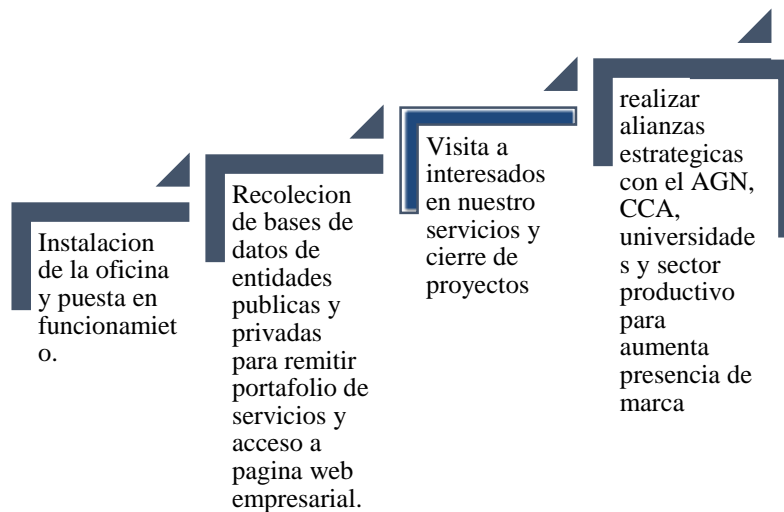 Instalacion
de la oficina
y puesta en
funcionamiet
o.
Recolecion
de bases de
datos de
entidades
publicas y
privadas
para remitir
portafolio de
servicios y
acceso a
pagina web
empresarial.
Visita a
interesados
en nuestro
servicios y
cierre de
proyectos
realizar
alianzas
estrategicas
con el AGN,
CCA,
universidade
s y sector
productivo
para
aumenta
presencia de
marca